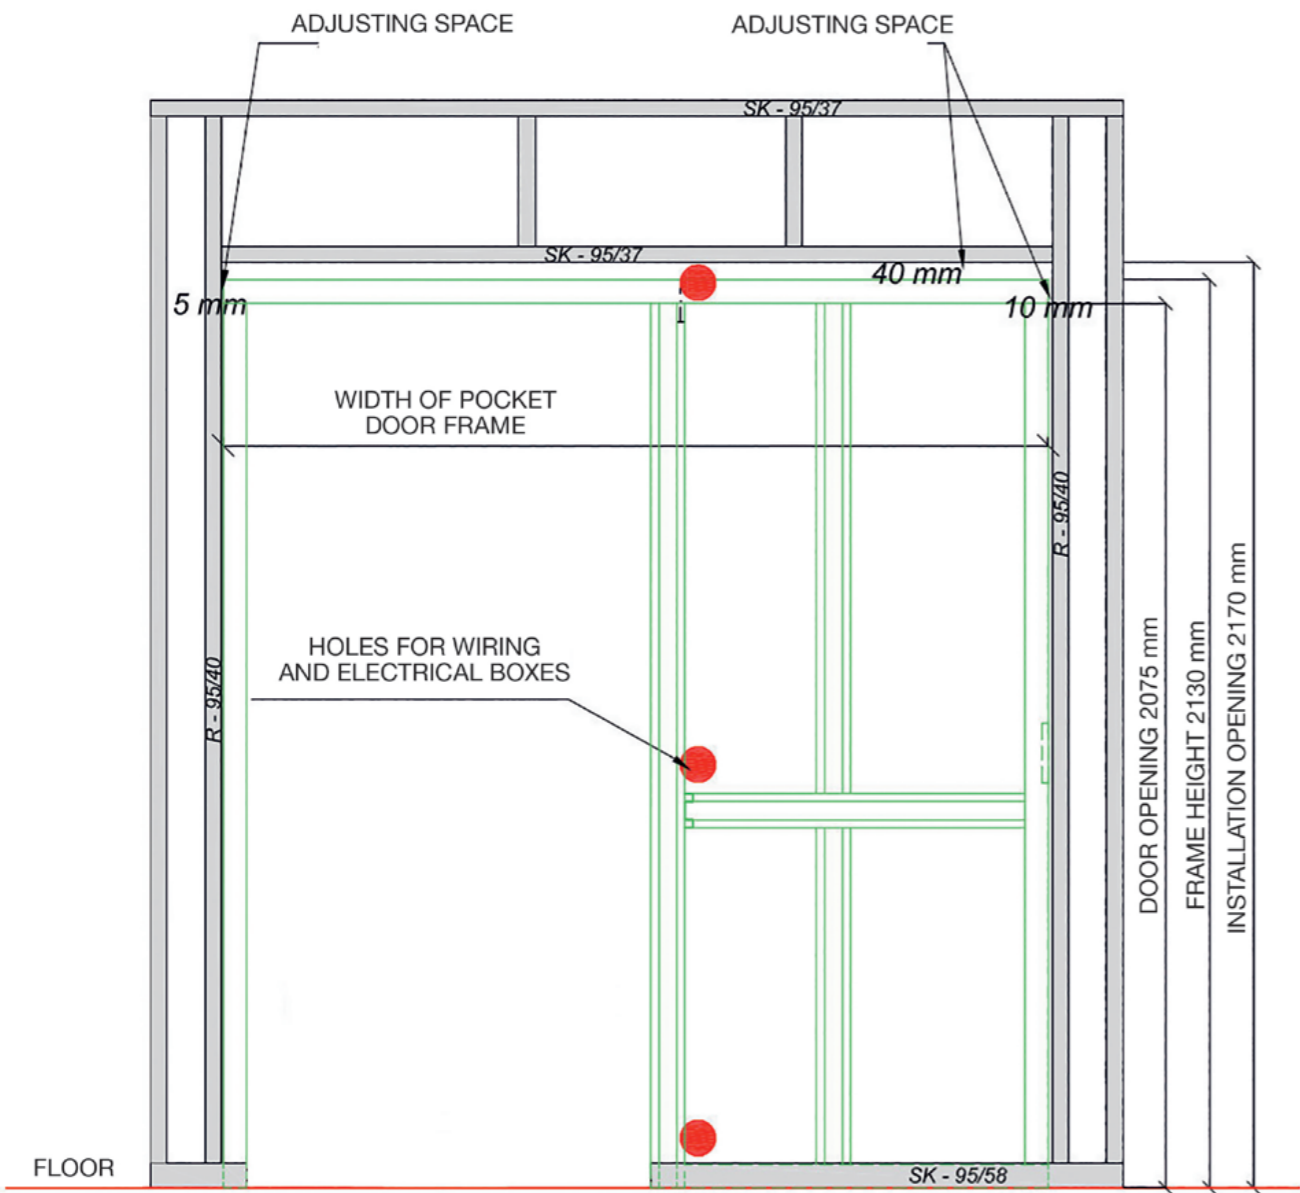 ADJUSTING SPACE
ADJUSTING SPACE
SK - 95/37
SK - 95/37
40 mm
5 mm
10 mm
WIDTH OF POCKET
DOOR FRAME
R - 95/40
HOLES FOR WIRING
AND ELECTRICAL BOXES
R - 95/40
DOOR OPENING 2075 mm
FRAME HEIGHT 2130 mm
INSTALLATION OPENING 2170 mm
FLOOR
SK - 95/58